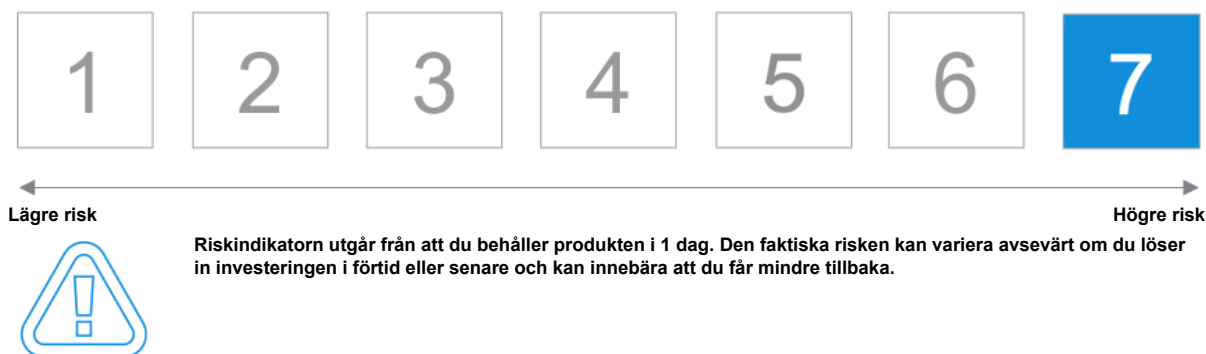 1 2 3 4 5 6 7
Lägre risk Högre risk
Riskindikatorn utgår från att du behåller produkten i 1 dag. Den faktiska risken kan variera avsevärt om du löser
in investeringen i förtid eller senare och kan innebära att du får mindre tillbaka.